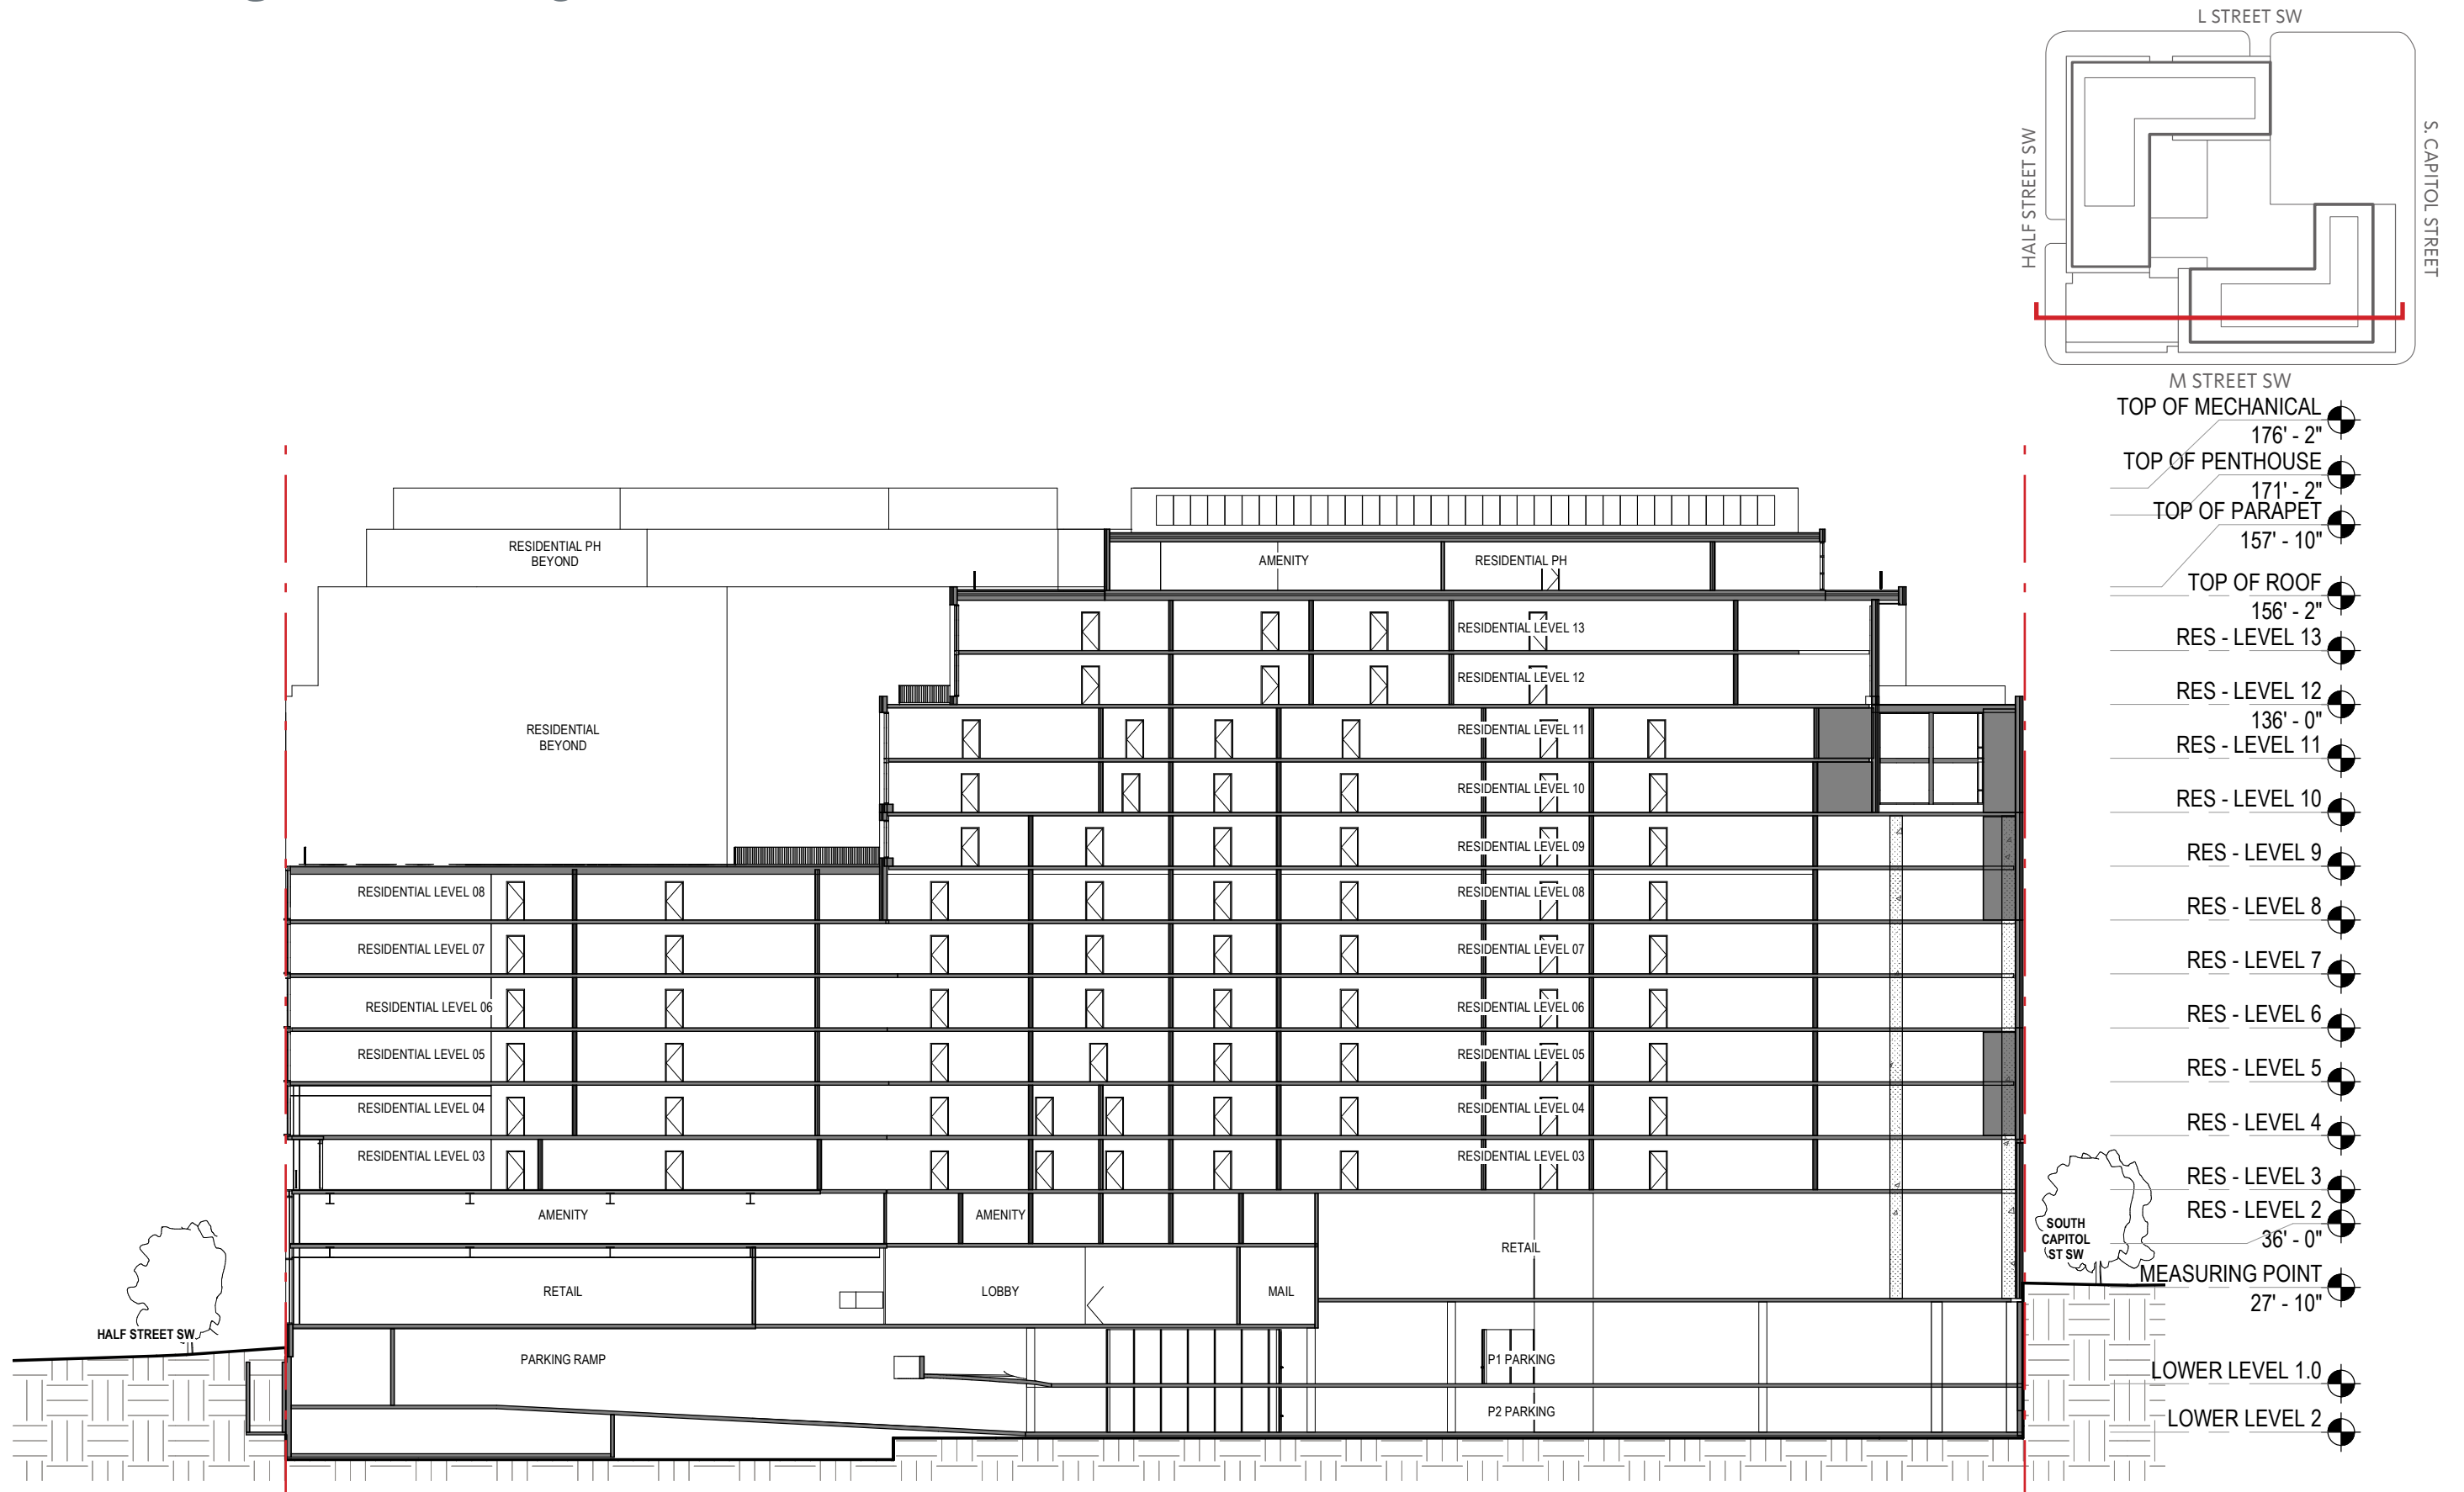 L STREET SW
HALF STREET SW
S. CAPITOL STREET
M STREET SW
TOP OF MECHANICAL
176' - 2"
TOP OF PENTHOUSE
171' - 2"
TOP OF PARAPET
157' - 10"
TOP OF ROOF
156' - 2"
RES - LEVEL 13
RES - LEVEL 12
136' - 0"
RES - LEVEL 11
RES - LEVEL 10
RES - LEVEL 9
RES - LEVEL 8
RES - LEVEL 7
RES - LEVEL 6
RES - LEVEL 5
RES - LEVEL 4
RES - LEVEL 3
RES - LEVEL 2
36' - 0"
MEASURING POINT
27' - 10"
LOWER LEVEL 1.0
LOWER LEVEL 2
RESIDENTIAL PH
BEYOND
AMENITY
RESIDENTIAL PH
RESIDENTIAL LEVEL 13
RESIDENTIAL LEVEL 12
RESIDENTIAL
BEYOND
RESIDENTIAL LEVEL 11
RESIDENTIAL LEVEL 10
RESIDENTIAL LEVEL 09
RESIDENTIAL LEVEL 08
RESIDENTIAL LEVEL 08
RESIDENTIAL LEVEL 07
RESIDENTIAL LEVEL 07
RESIDENTIAL LEVEL 06
RESIDENTIAL LEVEL 06
RESIDENTIAL LEVEL 05
RESIDENTIAL LEVEL 05
RESIDENTIAL LEVEL 04
RESIDENTIAL LEVEL 04
RESIDENTIAL LEVEL 03
RESIDENTIAL LEVEL 03
AMENITY
AMENITY
RETAIL
SOUTH
CAPITOL
ST SW
RETAIL
LOBBY
MAIL
HALF STREET SW
PARKING RAMP
P1 PARKING
P2 PARKING